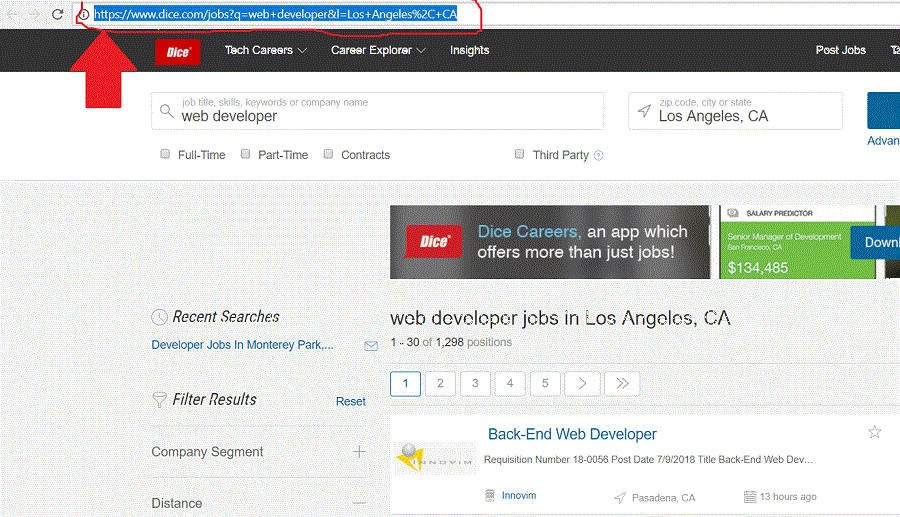 https://www.dice.com/jobs?q=web+developer&l=Los+Angeles%2C+CA
Dice Tech Careers Career Explorer Insights Post Jobs
job title, skills, keywords or company name
web developer
zip code, city or state
Los Angeles, CA
Full-Time Part-Time Contracts Third Party ?
Advan
Dice Dice Careers, an app which
offers more than just jobs!
SALARY PREDICTOR
Senior Manager of Development
San Francisco, CA
$134,485
Downl
Recent Searches
Developer Jobs In Monterey Park,...
Filter Results Reset
Company Segment
Distance
web developer jobs in Los Angeles, CA
1 - 30 of 1,298 positions
1 2 3 4 5 > >>
Back-End Web Developer
INNOVIM
Requisition Number 18-0056 Post Date 7/9/2018 Title Back-End Web Dev...
Innovim Pasadena, CA 13 hours ago